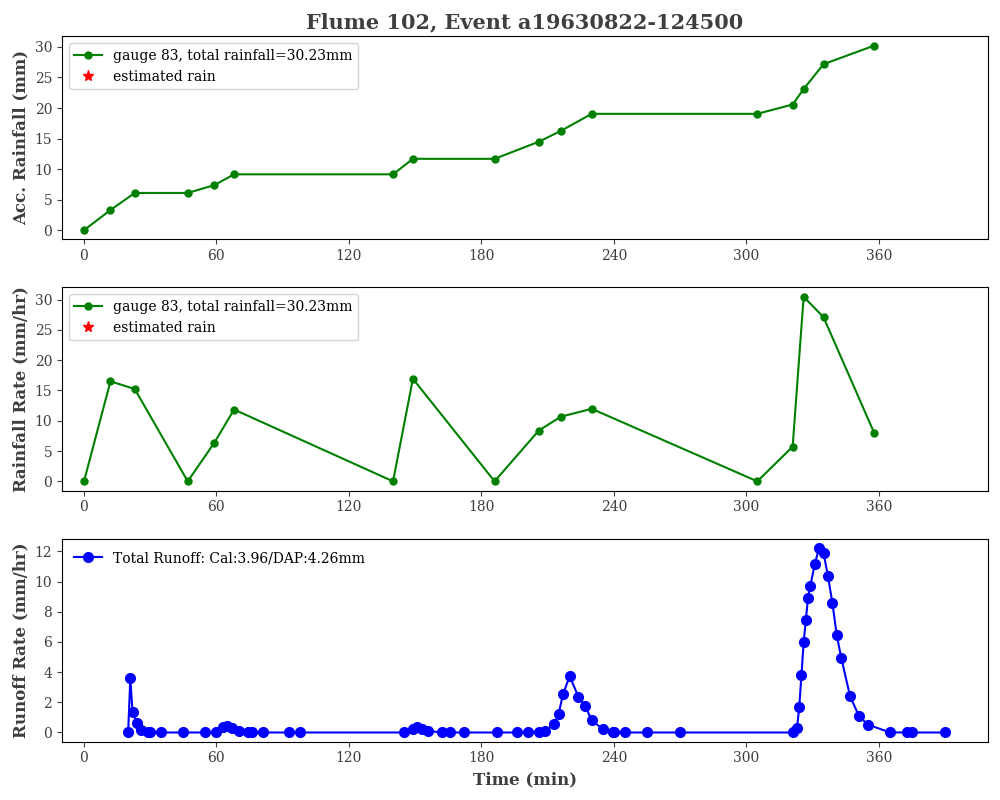 Flume 102, Event a19630822-124500
Acc. Rainfall (mm)
30
25
20
15
10
5
0
gauge 83, total rainfall=30.23mm
estimated rain
0 60 120 180 240 300 360
Rainfall Rate (mm/hr)
30
25
20
15
10
5
0
gauge 83, total rainfall=30.23mm
estimated rain
0 60 120 180 240 300 360
Runoff Rate (mm/hr)
12
10
8
6
4
2
0
Total Runoff: Cal:3.96/DAP:4.26mm
0 60 120 180 240 300 360
Time (min)